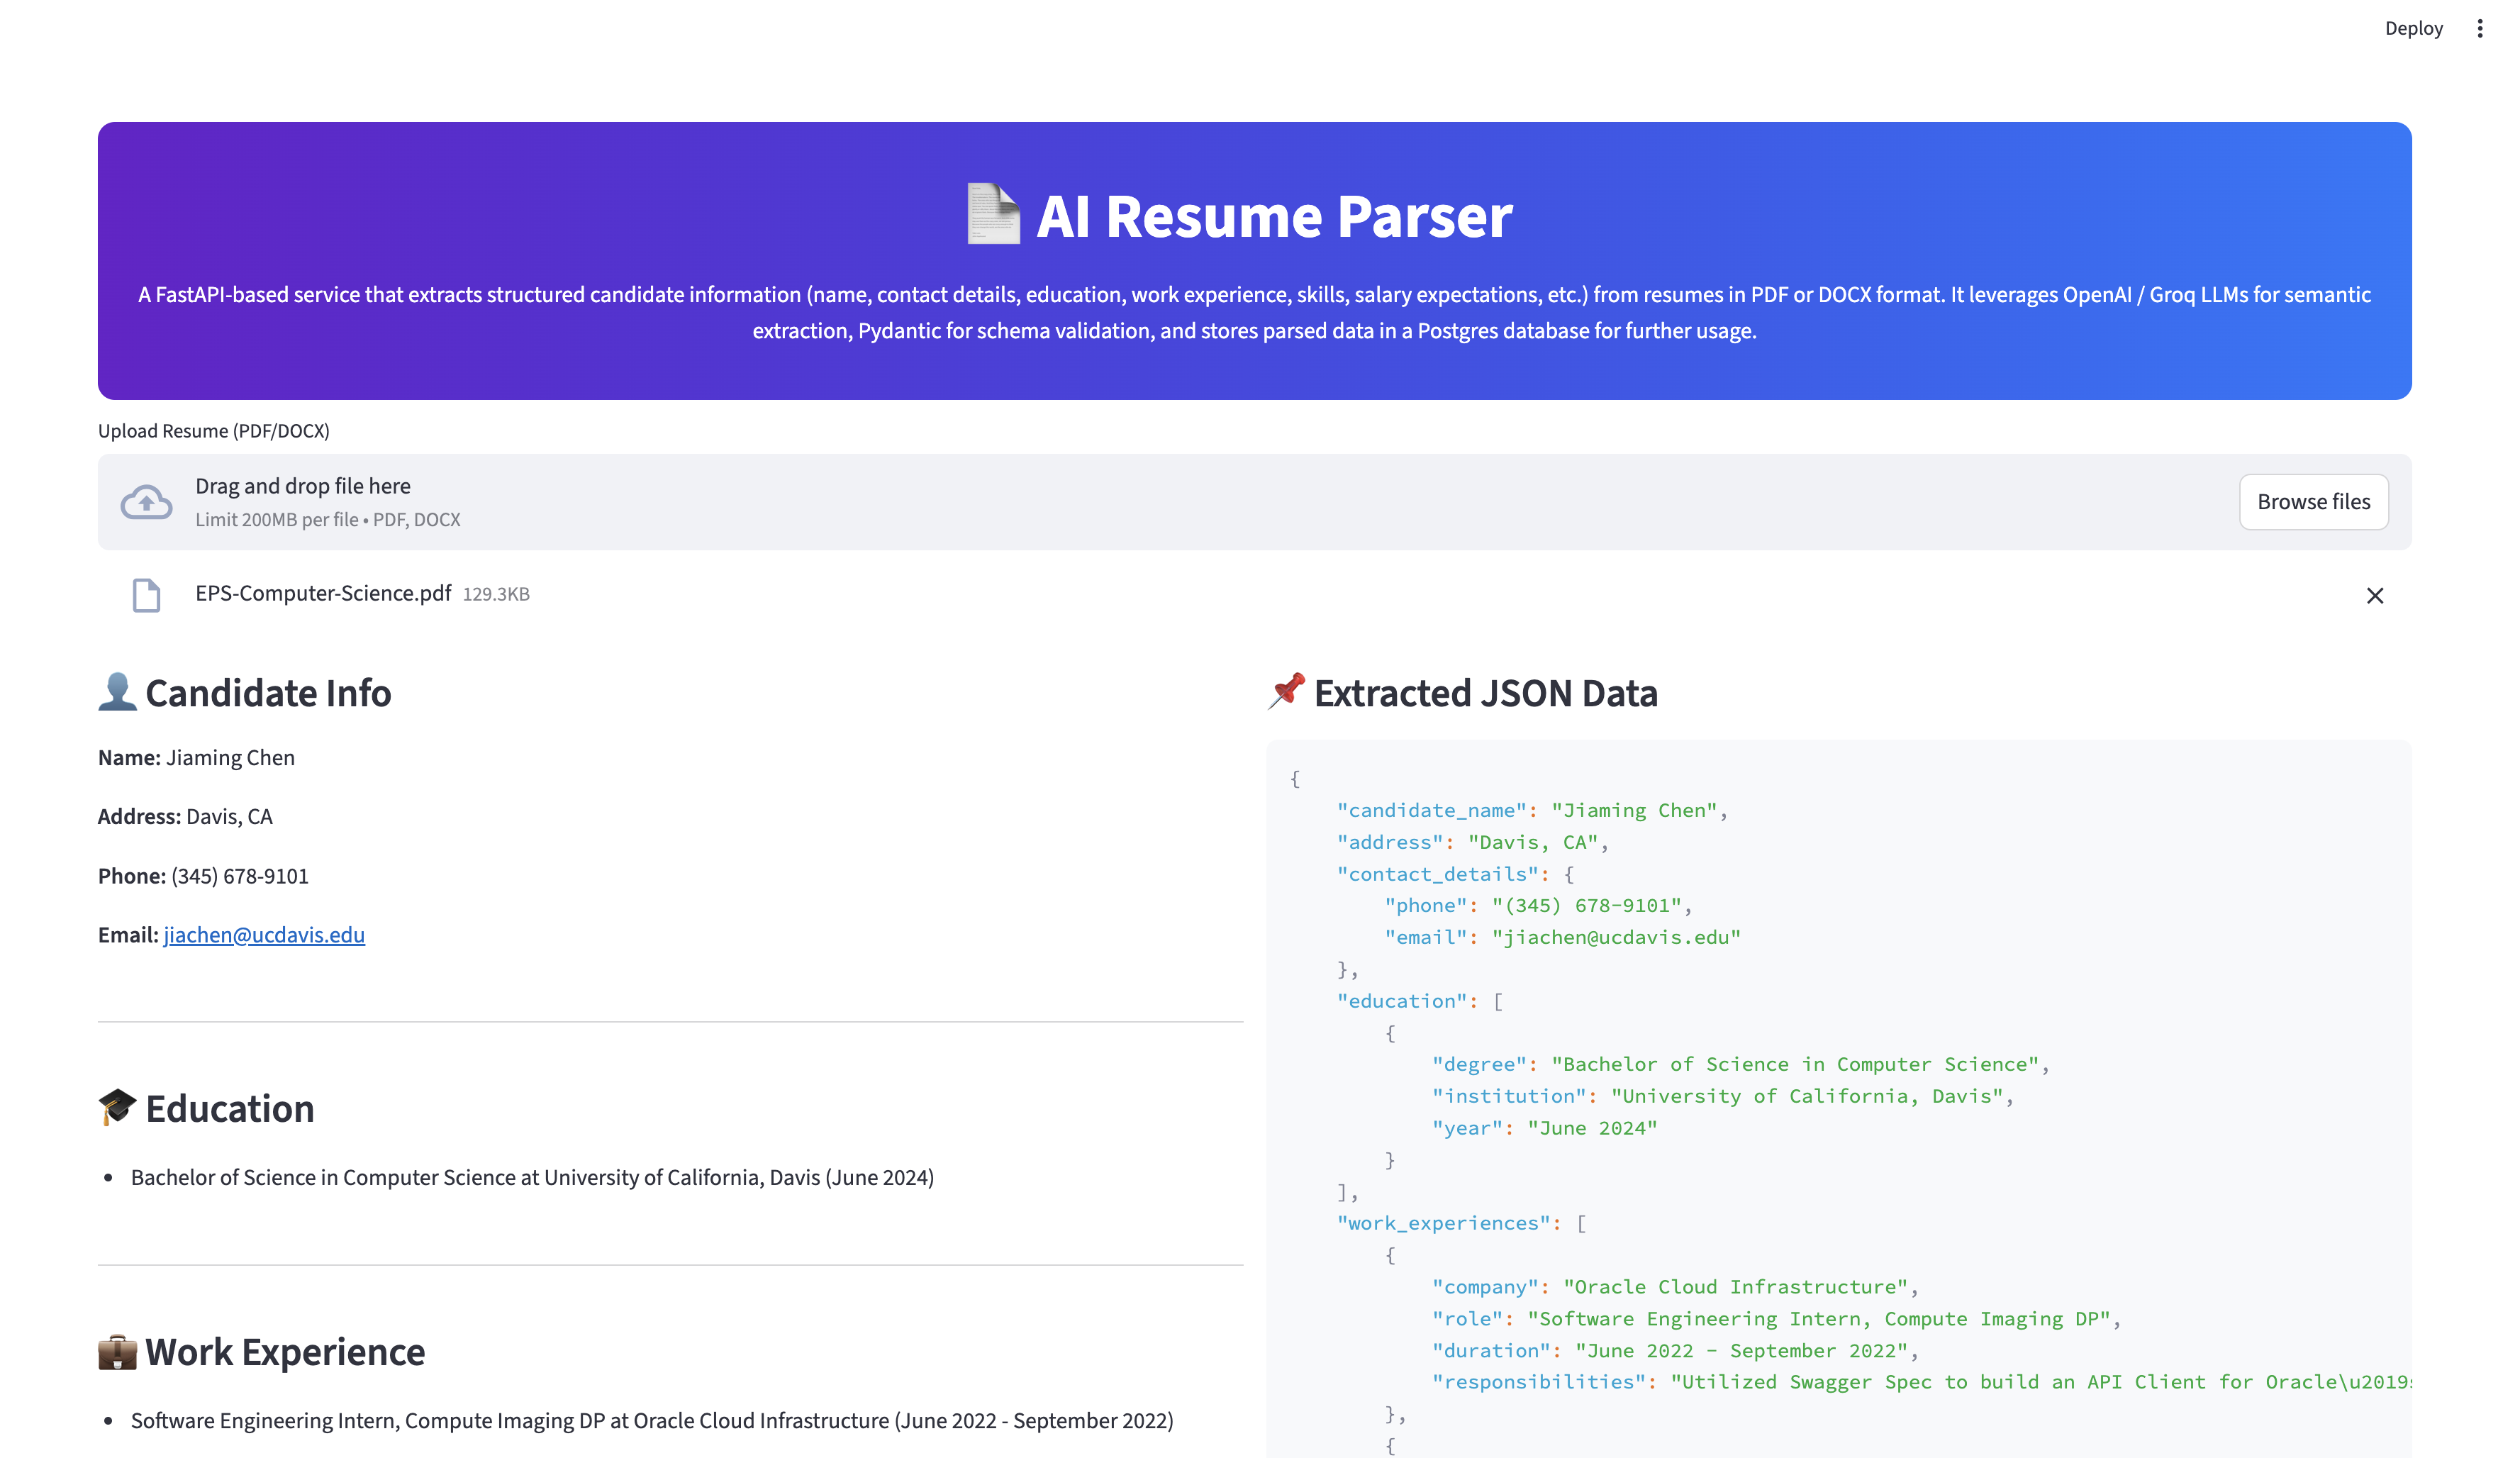 Deploy
AI Resume Parser
A FastAPI-based service that extracts structured candidate information (name, contact details, education, work experience, skills, salary expectations, etc.) from resumes in PDF or DOCX format. It leverages OpenAI / Groq LLMs for semantic
extraction, Pydantic for schema validation, and stores parsed data in a Postgres database for further usage.
Upload Resume (PDF/DOCX)
Drag and drop file here
Limit 200MB per file • PDF, DOCX
Browse files
EPS-Computer-Science.pdf 129.3KB
Candidate Info
Name: Jiaming Chen
Address: Davis, CA
Phone: (345) 678-9101
Email: jiachen@ucdavis.edu
Education
• Bachelor of Science in Computer Science at University of California, Davis (June 2024)
Work Experience
• Software Engineering Intern, Compute Imaging DP at Oracle Cloud Infrastructure (June 2022 - September 2022)
Extracted JSON Data
{
"candidate_name": "Jiaming Chen",
"address": "Davis, CA",
"contact_details": {
"phone": "(345) 678-9101",
"email": "jiachen@ucdavis.edu"
},
"education": [
{
"degree": "Bachelor of Science in Computer Science",
"institution": "University of California, Davis",
"year": "June 2024"
}
],
"work_experiences": [
{
"company": "Oracle Cloud Infrastructure",
"role": "Software Engineering Intern, Compute Imaging DP",
"duration": "June 2022 - September 2022",
"responsibilities": "Utilized Swagger Spec to build an API Client for Oracle\u2019s
},
{